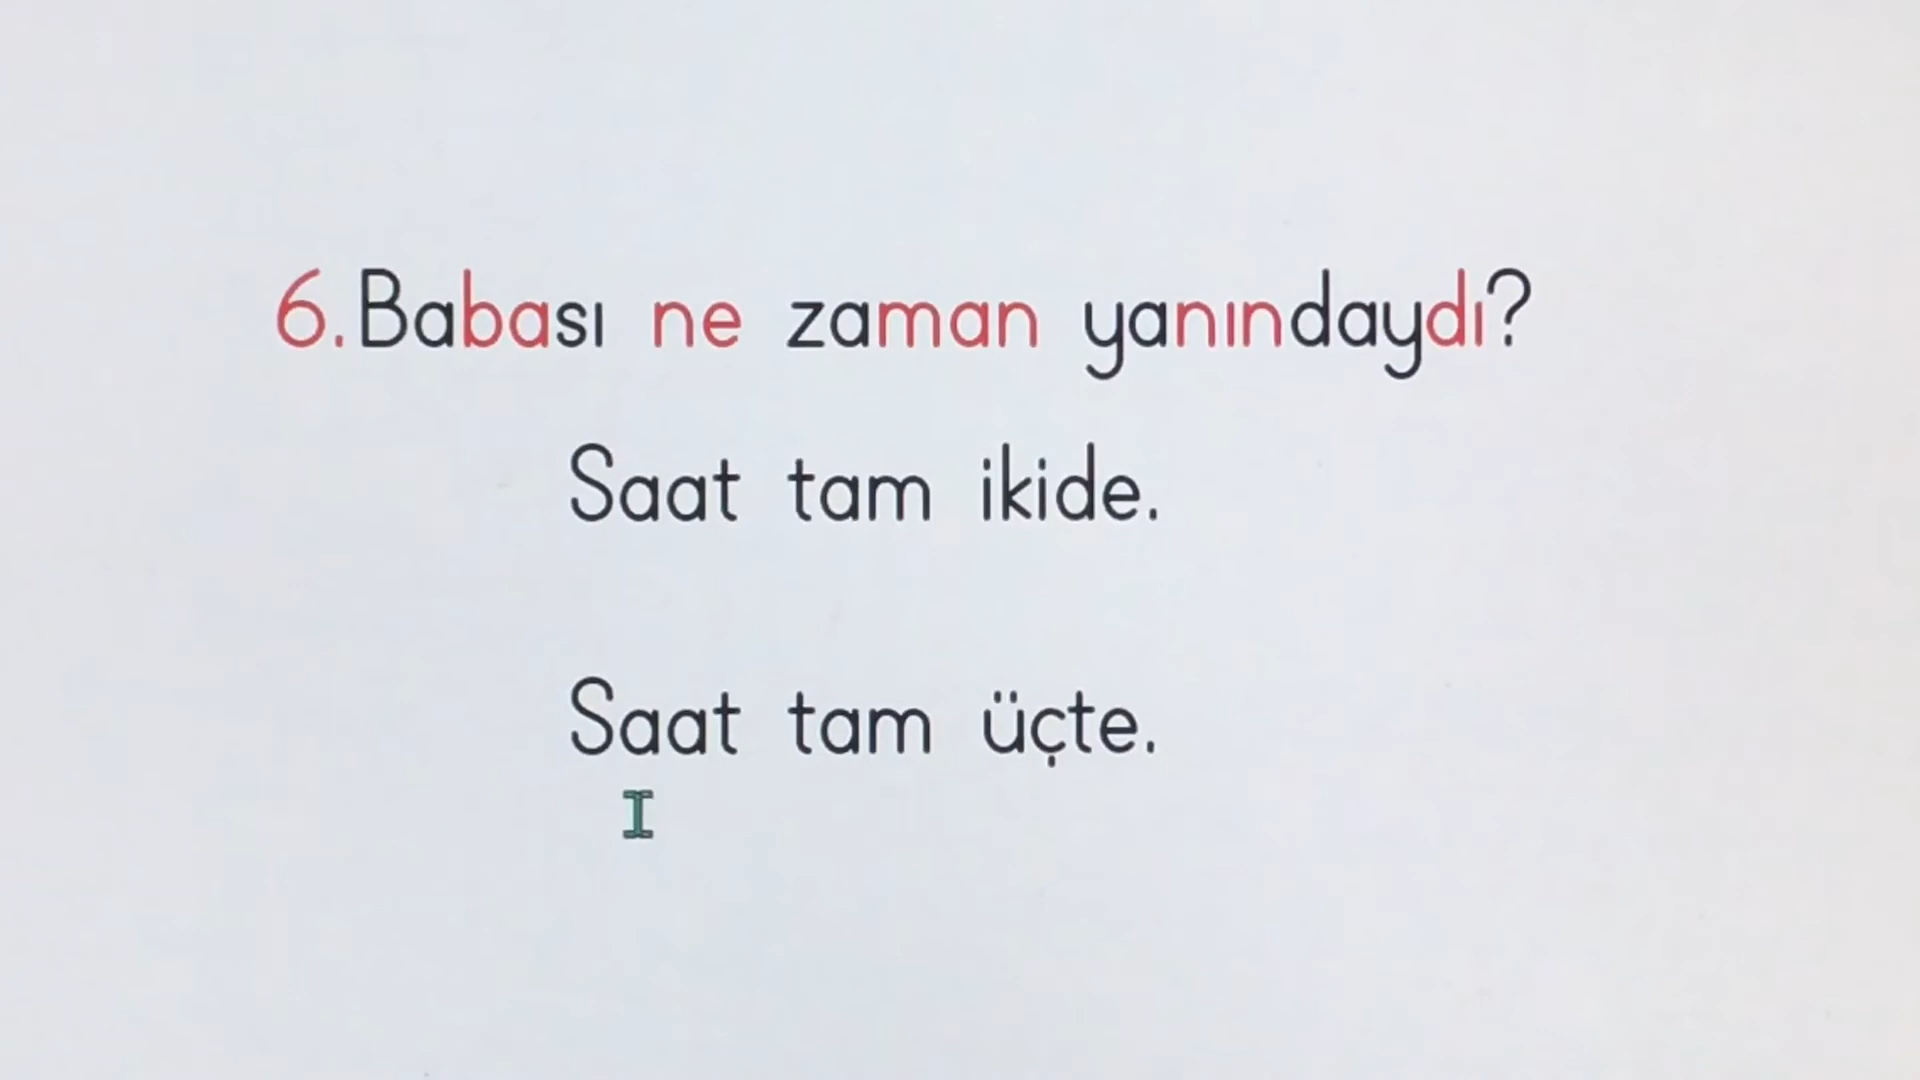 6. Babası ne zaman yanındaydı?
Saat tam ikide.
Saat tam üçte.